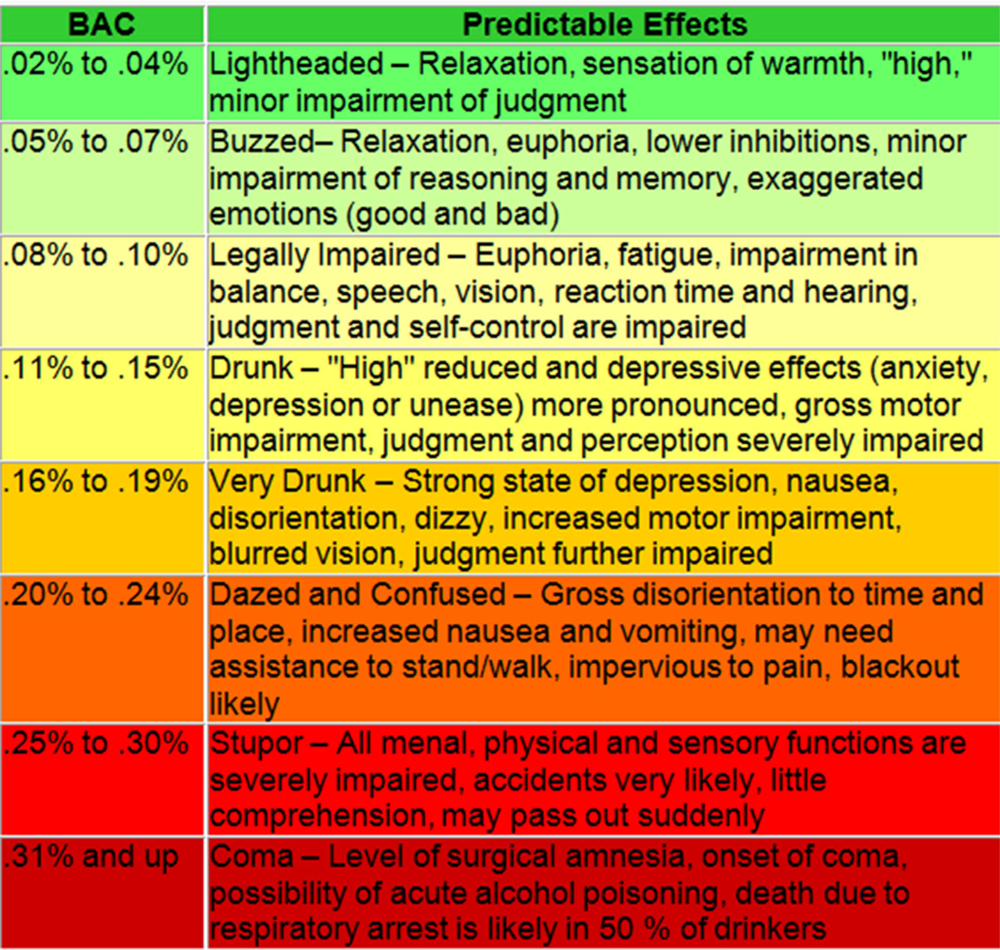 BAC Predictable Effects
.02% to .04% Lightheaded – Relaxation, sensation of warmth, "high,"
minor impairment of judgment
.05% to .07% Buzzed– Relaxation, euphoria, lower inhibitions, minor
impairment of reasoning and memory, exaggerated
emotions (good and bad)
.08% to .10% Legally Impaired – Euphoria, fatigue, impairment in
balance, speech, vision, reaction time and hearing,
judgment and self-control are impaired
.11% to .15% Drunk – "High" reduced and depressive effects (anxiety,
depression or unease) more pronounced, gross motor
impairment, judgment and perception severely impaired
.16% to .19% Very Drunk – Strong state of depression, nausea,
disorientation, dizzy, increased motor impairment,
blurred vision, judgment further impaired
.20% to .24% Dazed and Confused – Gross disorientation to time and
place, increased nausea and vomiting, may need
assistance to stand/walk, impervious to pain, blackout
likely
.25% to .30% Stupor – All menal, physical and sensory functions are
severely impaired, accidents very likely, little
comprehension, may pass out suddenly
.31% and up Coma – Level of surgical amnesia, onset of coma,
possibility of acute alcohol poisoning, death due to
respiratory arrest is likely in 50 % of drinkers